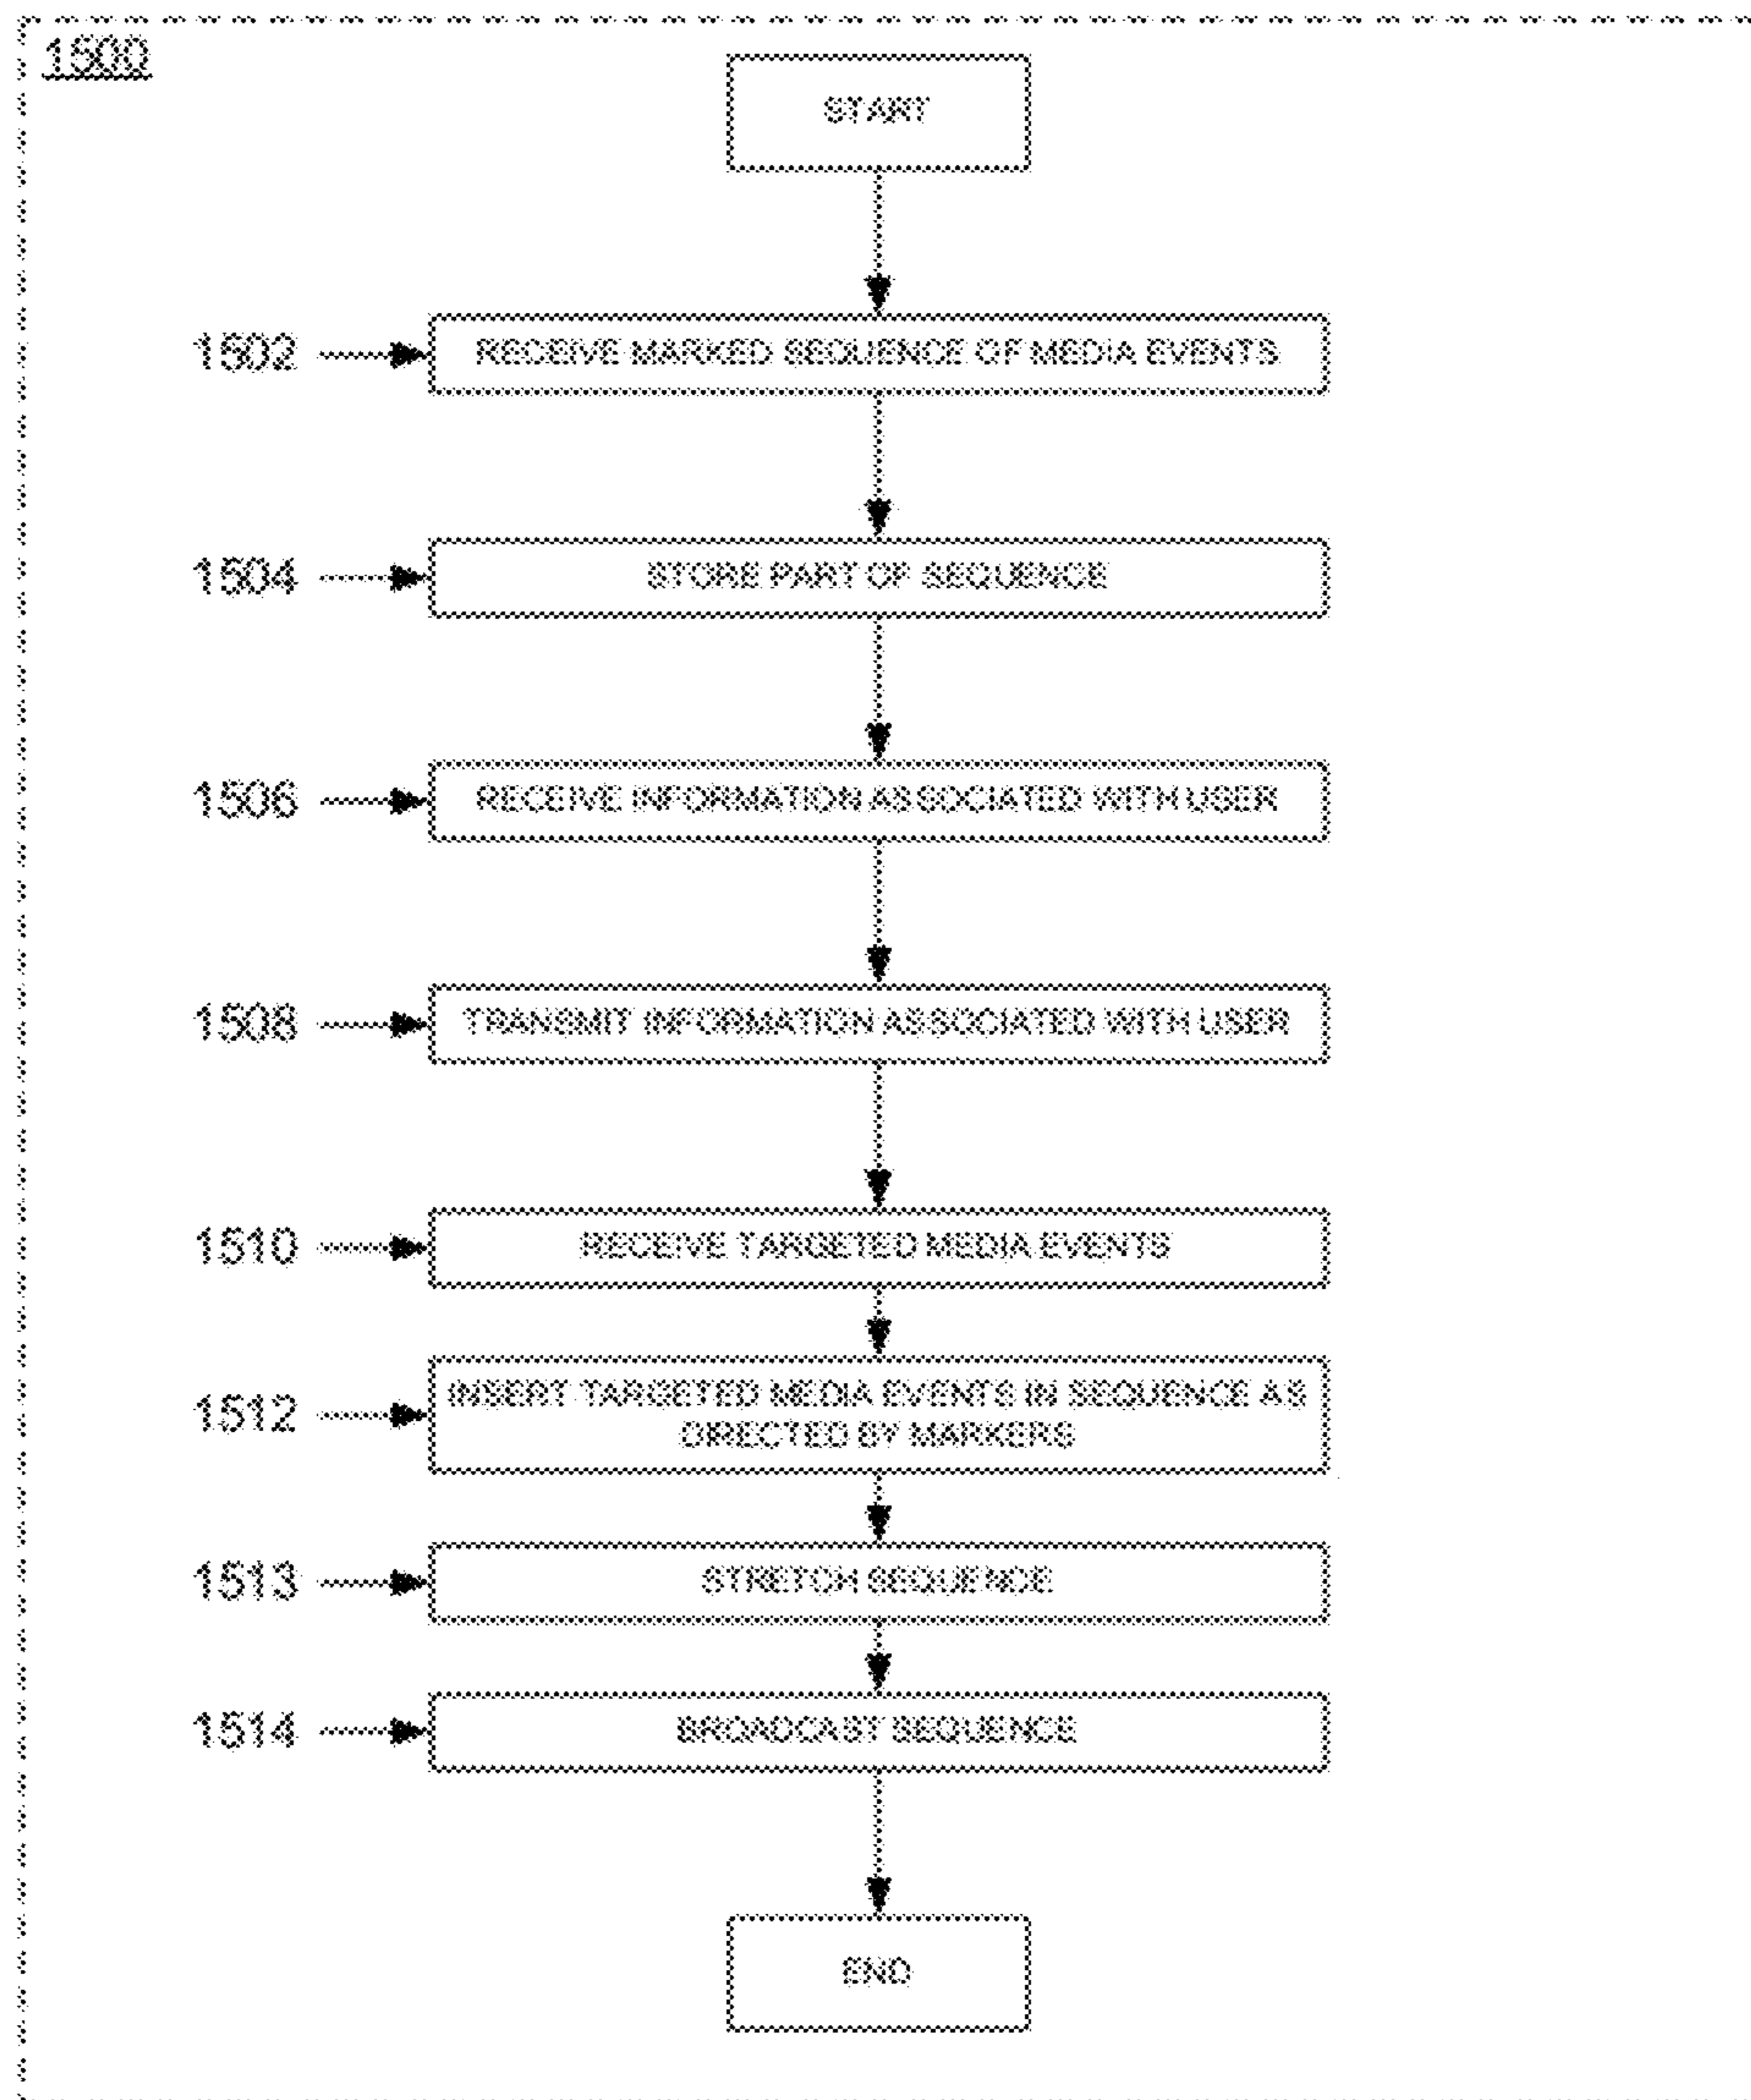 1500
START
1502
RECEIVE MARKED SEQUENCE OF MEDIA EVENTS
1504
STORE PART OF SEQUENCE
1506
RECEIVE INFORMATION ASSOCIATED WITH USER
1508
TRANSMIT INFORMATION ASSOCIATED WITH USER
1510
RECEIVE TARGETED MEDIA EVENTS
1512
INSERT TARGETED MEDIA EVENTS IN SEQUENCE AS
DIRECTED BY MARKERS
1513
STRETCH SEQUENCE
1514
BROADCAST SEQUENCE
END